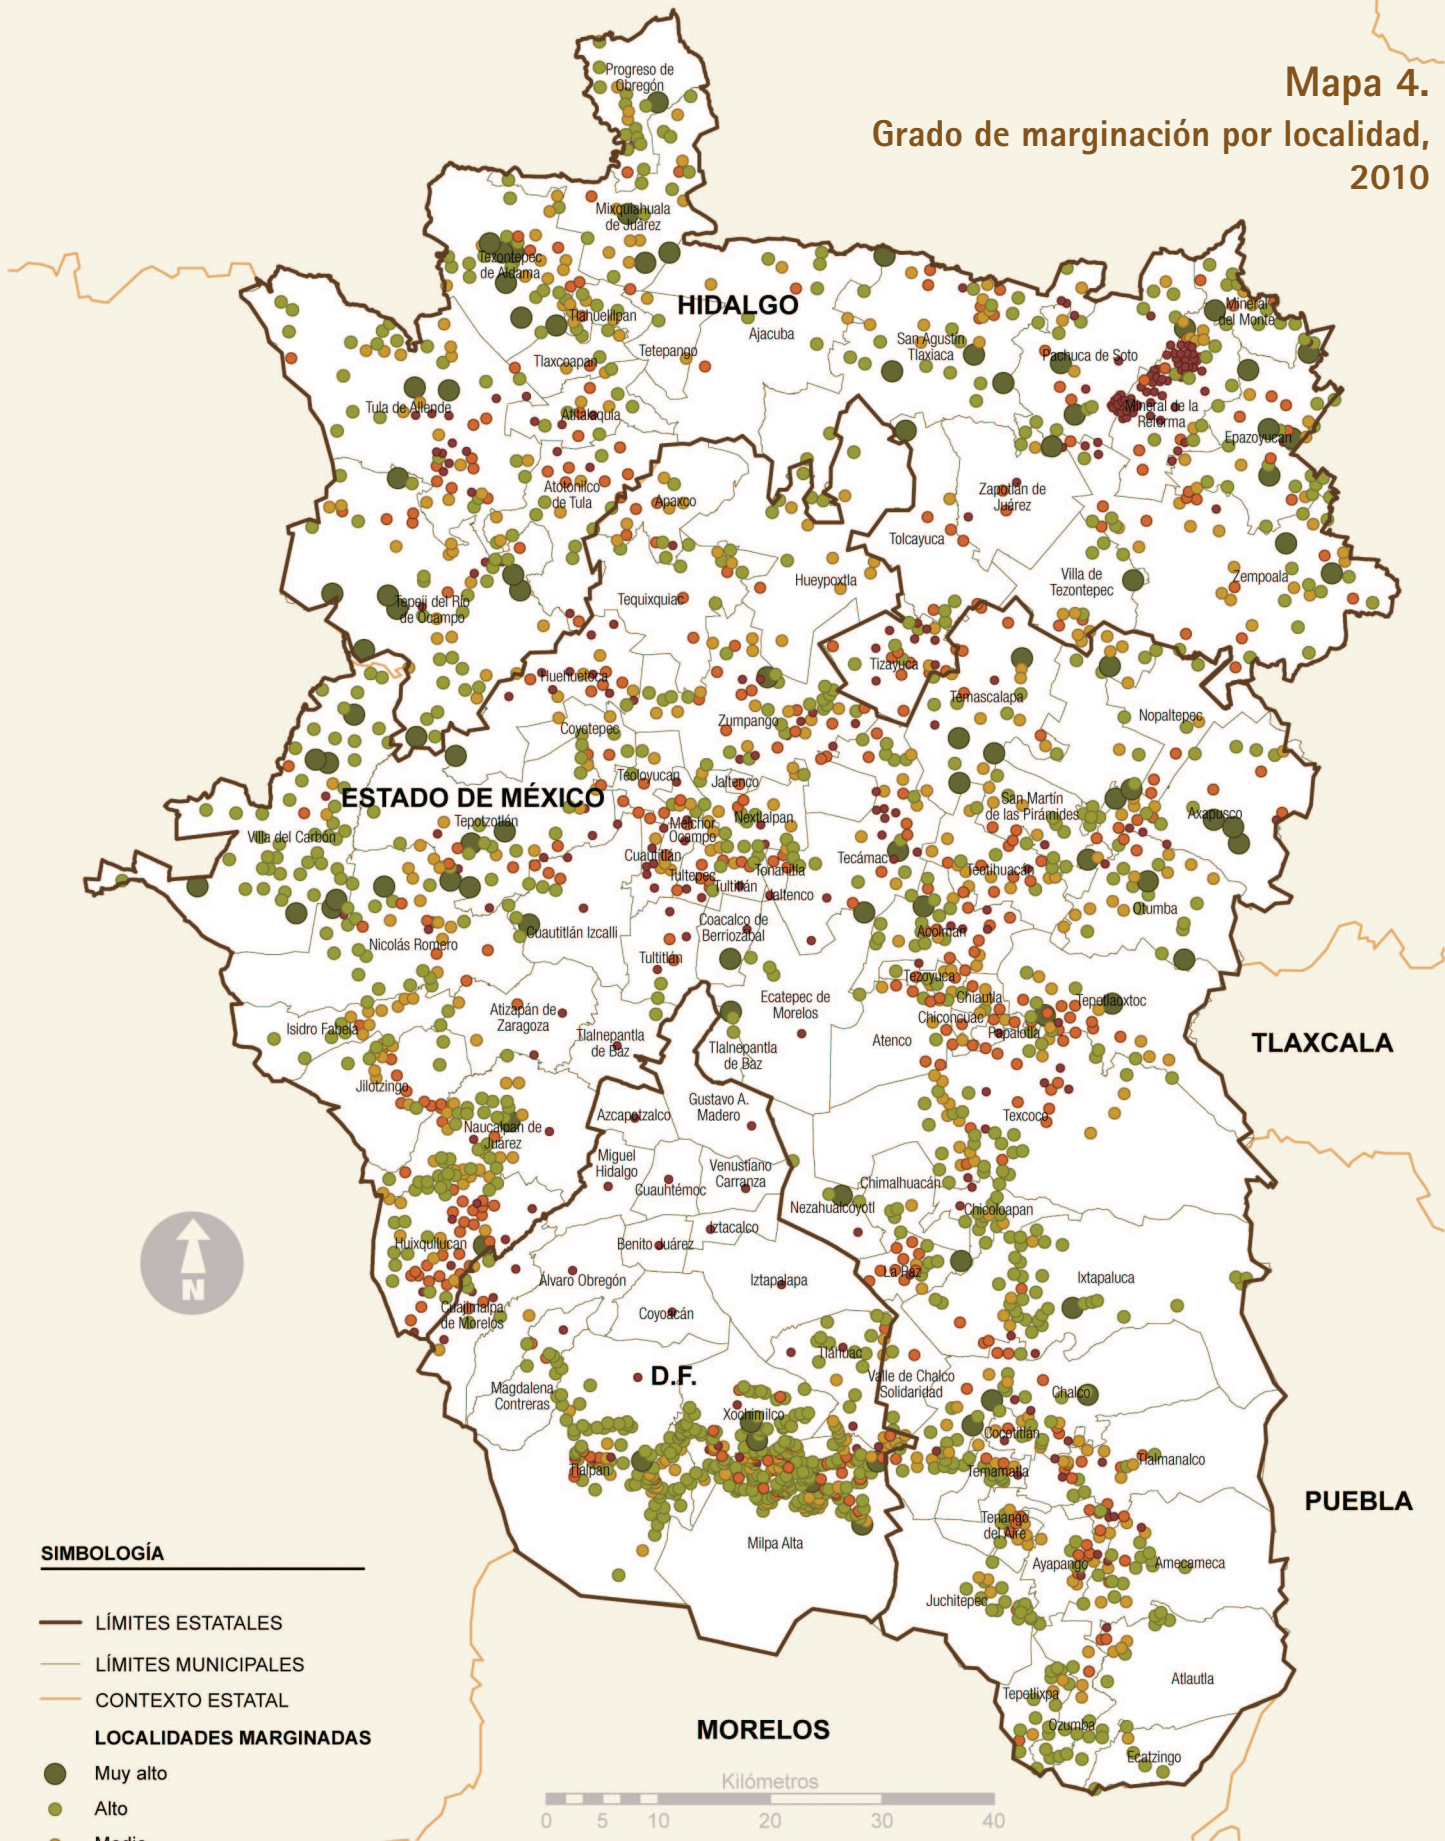 Mapa 4.
Grado de marginación por localidad,
2010
Progreso de
Obregón
Mixquiahuala
de Juárez
Tezontepec
de Aldama
HIDALGO
Mineral
del Monte
Tlahuelilpan
Ajacuba
San Agustín
Tlaxiaca
Pachuca de Soto
Tetepango
Tlaxcoapan
Tula de Allende
Atitalaquia
Mineral de la
Reforma
Epazoyucan
Atotonilco
de Tula
Apaxco
Zapotlán de
Juárez
Tolcayuca
Hueypoxtla
Villa de
Tezontepec
Zempoala
Tepeji del Río
de Ocampo
Tequixquiac
Tizayuca
Huehuetoca
Temascalapa
Nopaltepec
Coyotepec
Zumpango
Teoloyucan
Jaltenco
ESTADO DE MÉXICO
San Martín
de las Pirámides
Axapusco
Tepotzotlán
Villa del Carbón
Melchor
Ocampo
Nextlalpan
Cuautitlán
Tecámac
Tultepec
Tonanitla
Teotihuacán
Tultitlán
Jaltenco
Otumba
Coacalco de
Berriozábal
Cuautitlán Izcalli
Acolman
Nicolás Romero
Tultitlán
Tezoyuca
Ecatepec de
Morelos
Chiautla
Tepetlaoxtoc
Atizapán de
Zaragoza
Chiconcuac
Isidro Fabela
Papalotla
Tlalnepantla
de Baz
Tlalnepantla
de Baz
Atenco
TLAXCALA
Jilotzingo
Gustavo A.
Madero
Azcapotzalco
Texcoco
Naucalpan de
Juárez
Miguel
Hidalgo
Venustiano
Carranza
Cuauhtémoc
Chimalhuacán
Nezahualcóyotl
Chicoloapan
Iztacalco
Huixquilucan
Benito Juárez
La Paz
Álvaro Obregón
Iztapalapa
Ixtapaluca
Cuajimalpa
de Morelos
Coyoacán
Tláhuac
D.F.
Valle de Chalco
Solidaridad
Magdalena
Contreras
Chalco
Xochimilco
Cocotitlán
Tlalpan
Temamatla
Tlalmanalco
PUEBLA
Tenango
del Aire
Milpa Alta
Ayapango
Amecameca
Juchitepec
Atlautla
Tepetlixpa
Ozumba
Ecatzingo
MORELOS
N
SIMBOLOGÍA
LÍMITES ESTATALES
LÍMITES MUNICIPALES
CONTEXTO ESTATAL
LOCALIDADES MARGINADAS
Muy alto
Alto
Kilómetros
0 5 10 20 30 40